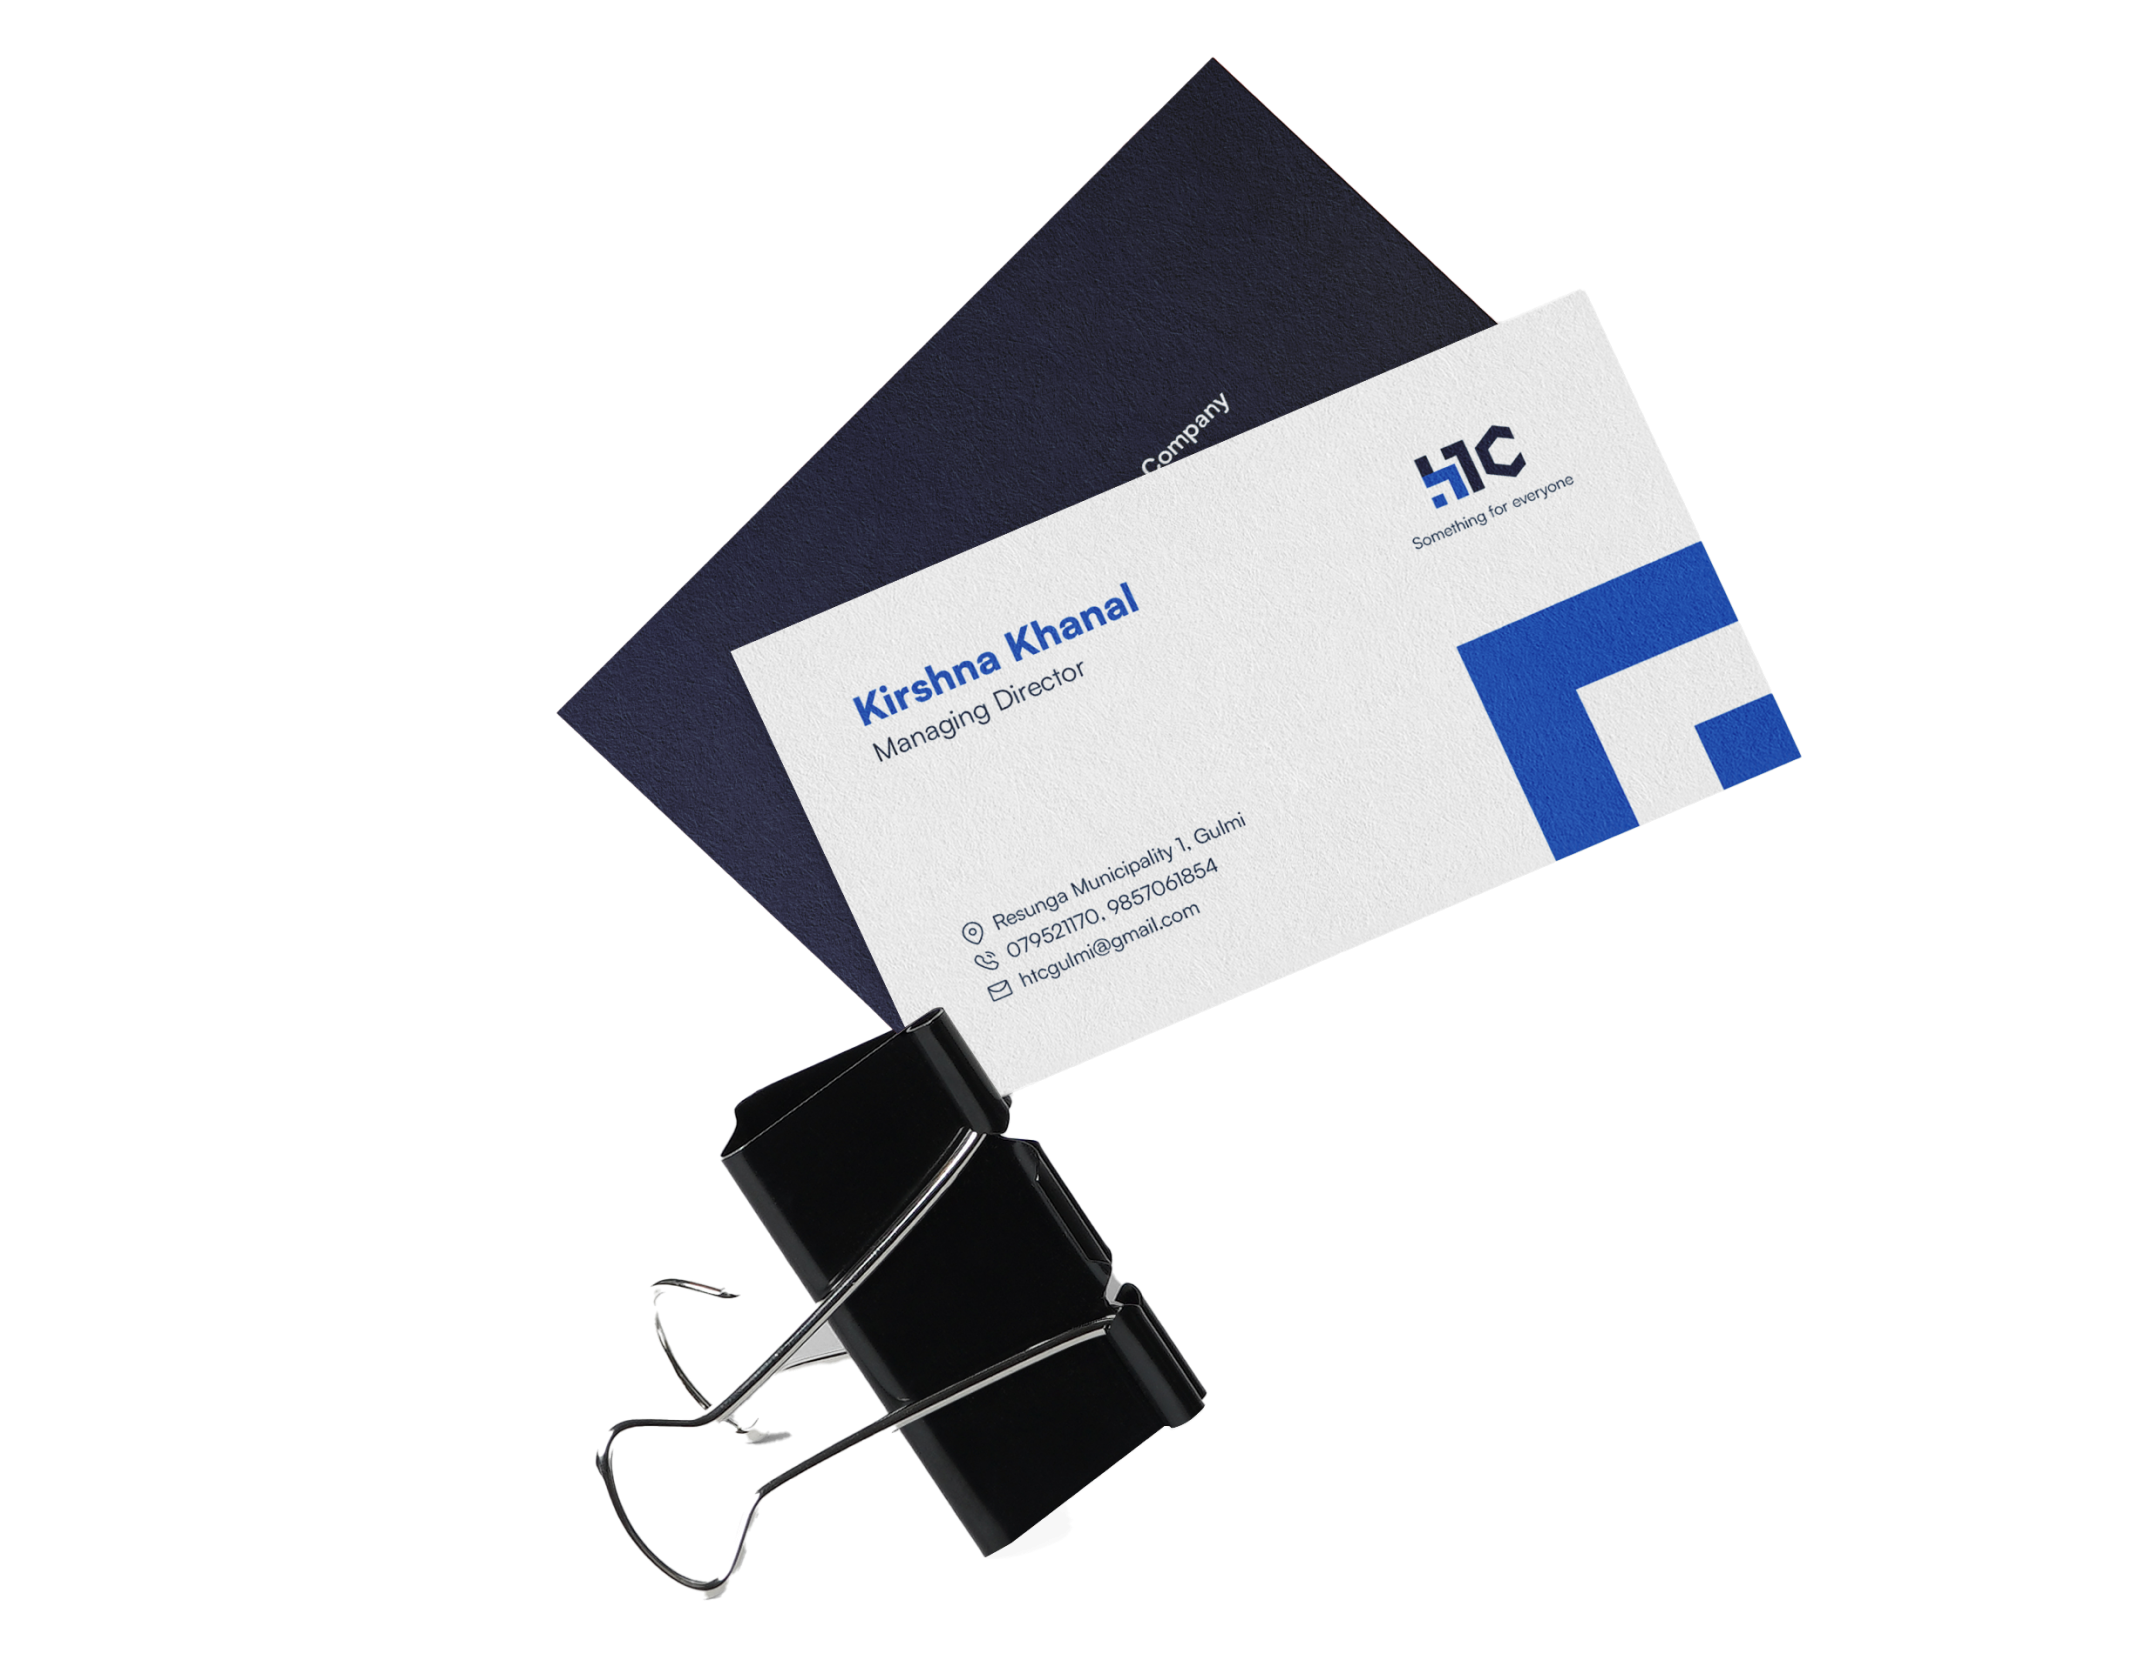 Company
HTC
Something for everyone
Kirshna Khanal
Managing Director
Resunga Municipality 1, Gulmi
079521170, 9857061854
htcgulmi@gmail.com